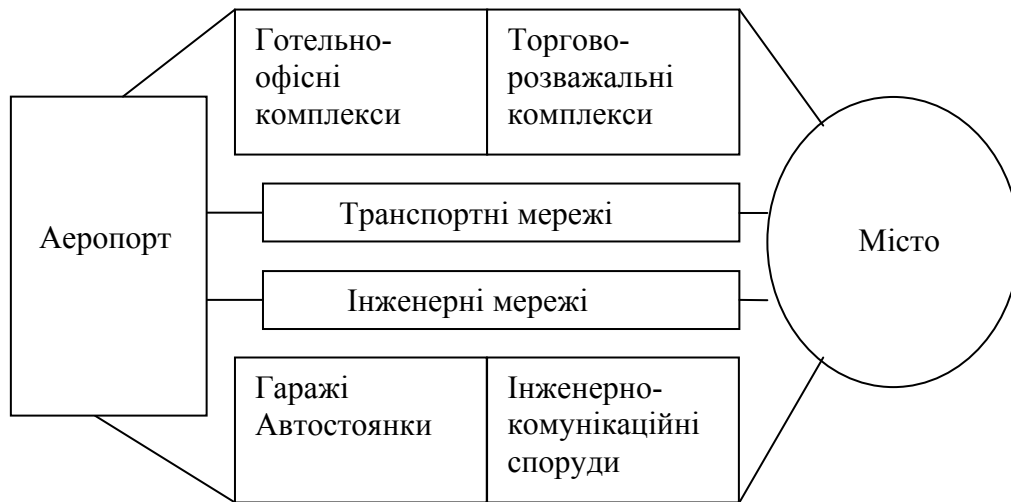 Готельно-
офісні
комплекси
Торгово-
розважальні
комплекси
Аеропорт
Транспортні мережі
Інженерні мережі
Місто
Гаражі
Автостоянки
Інженерно-
комунікаційні
споруди